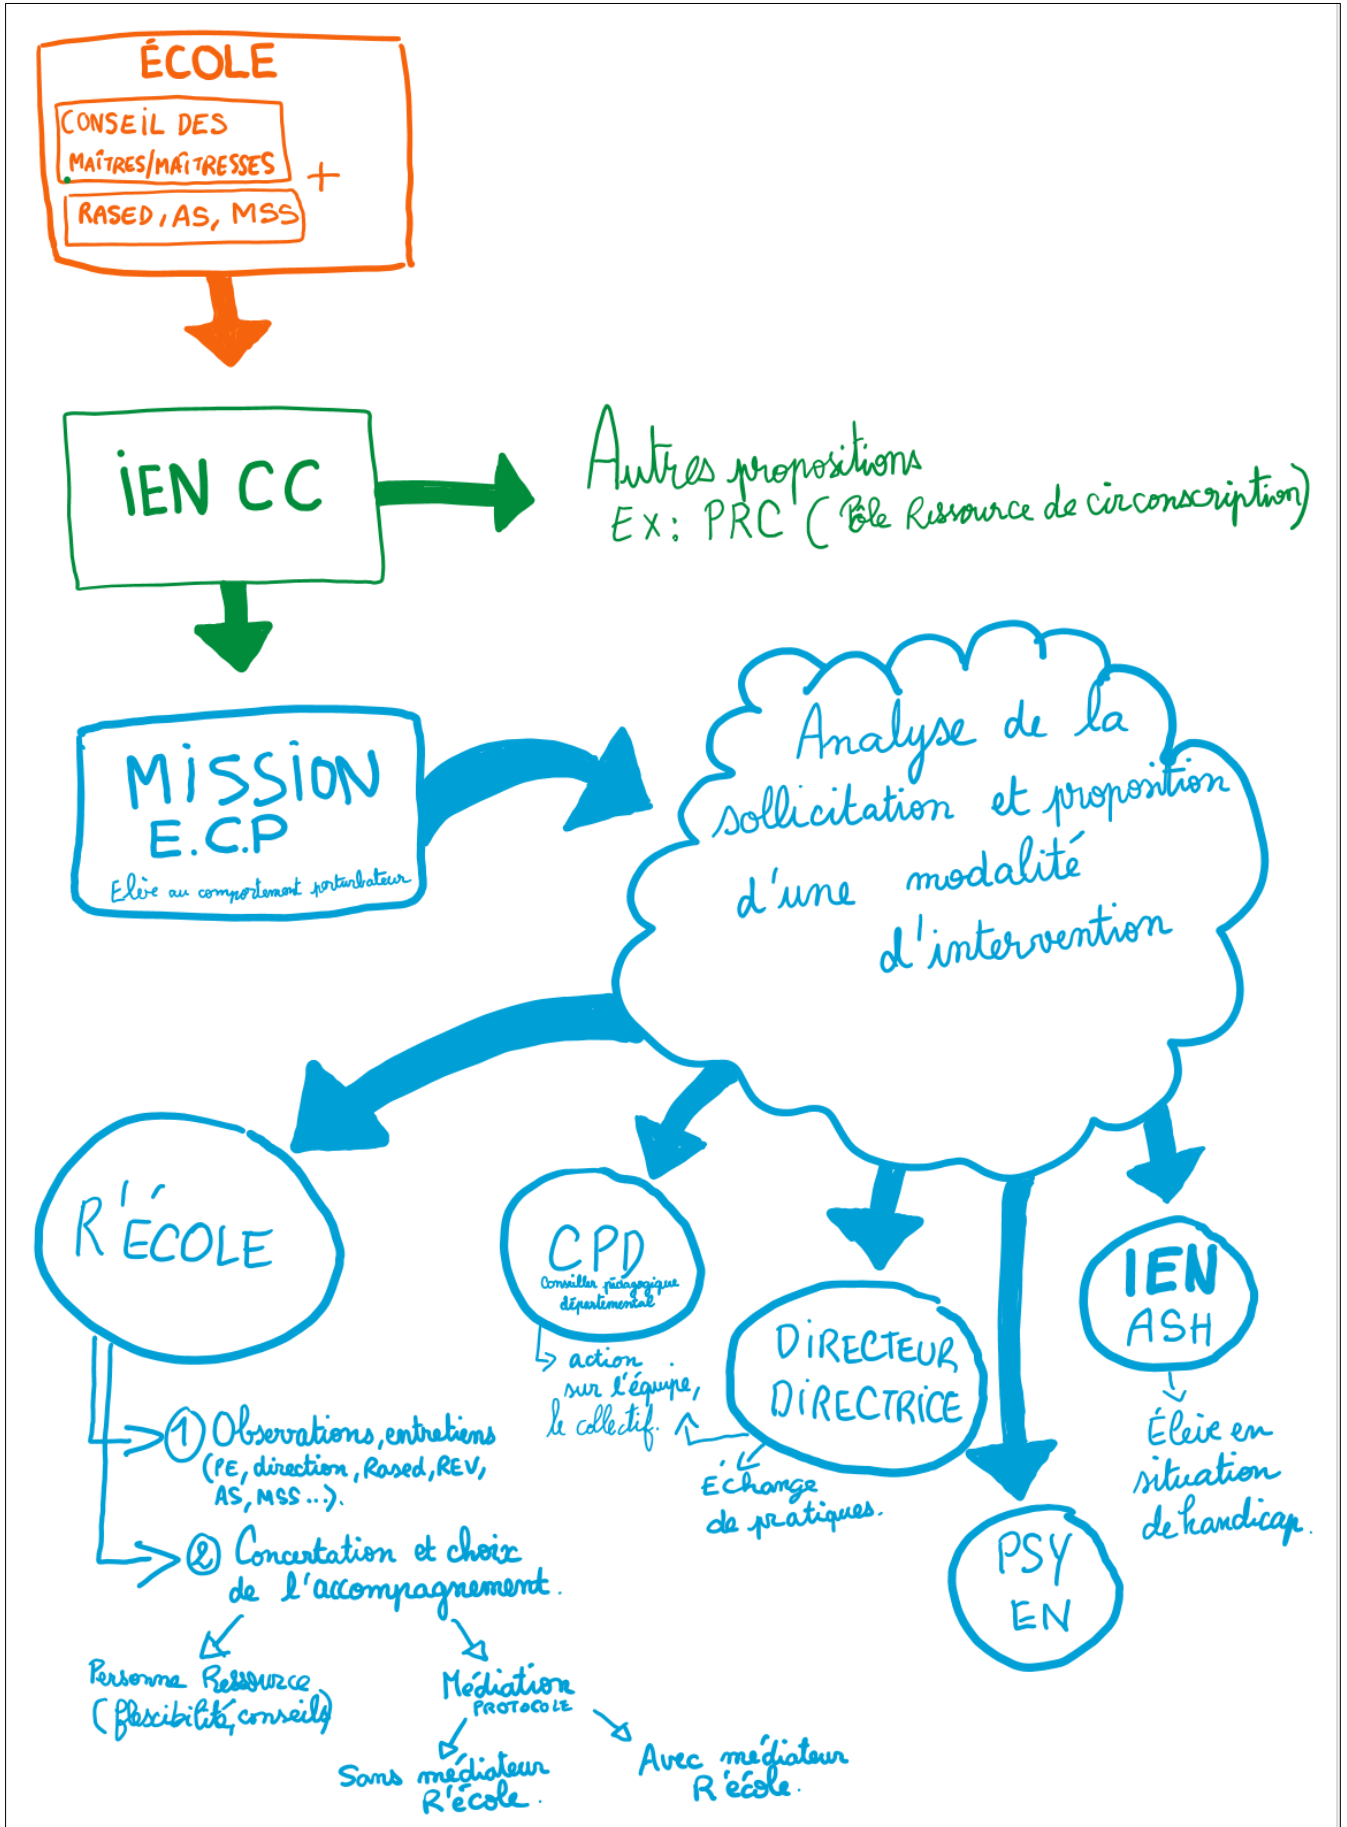 ÉCOLE
CONSEIL DES
MAÎTRES/MAÎTRESSES
+
RASED, AS, MSS
IEN CC
Autres propositions
Ex: PRC (Pôle Ressource de circonscription)
MISSION
E.C.P
Elève au comportement perturbateur
Analyse de la
sollicitation et proposition
d'une modalité
d'intervention
R'ÉCOLE
CPD
Conseiller pédagogique
départemental
action
sur l'équipe,
le collectif.
DIRECTEUR
DIRECTRICE
Echange
de pratiques.
IEN
ASH
Élève en
situation
de handicap.
PSY
EN
1 Observations, entretiens
(PE, direction, Rased, REV,
AS, MSS...).
2 Concertation et choix
de l'accompagnement.
Personne Ressource
(flexcibilité, conseils)
Médiation
PROTOCOLE
Sans médiateur
R'école.
Avec médiateur
R'école.